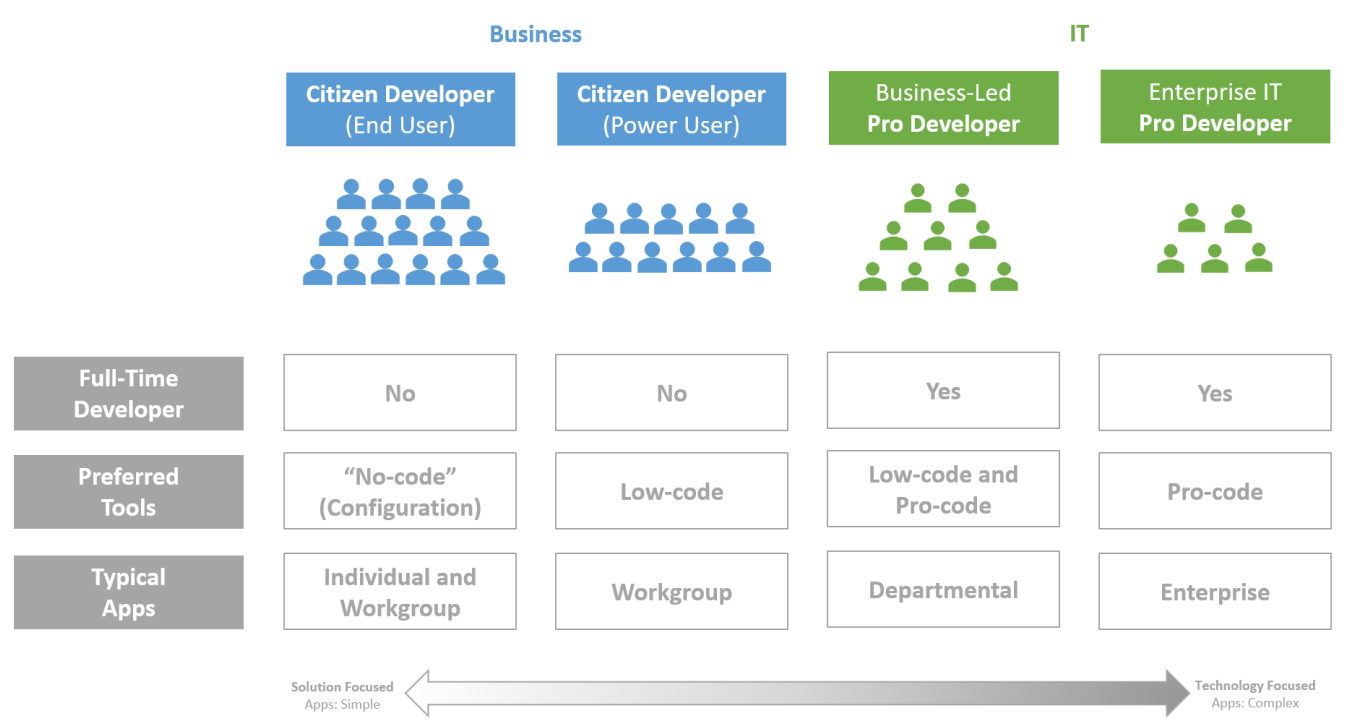 Business
IT
Citizen Developer
(End User)
Citizen Developer
(Power User)
Business-Led
Pro Developer
Enterprise IT
Pro Developer
Full-Time
Developer
No
No
Yes
Yes
Preferred
Tools
“No-code”
(Configuration)
Low-code
Low-code and
Pro-code
Pro-code
Typical
Apps
Individual and
Workgroup
Workgroup
Departmental
Enterprise
Solution Focused
Apps: Simple
Technology Focused
Apps: Complex